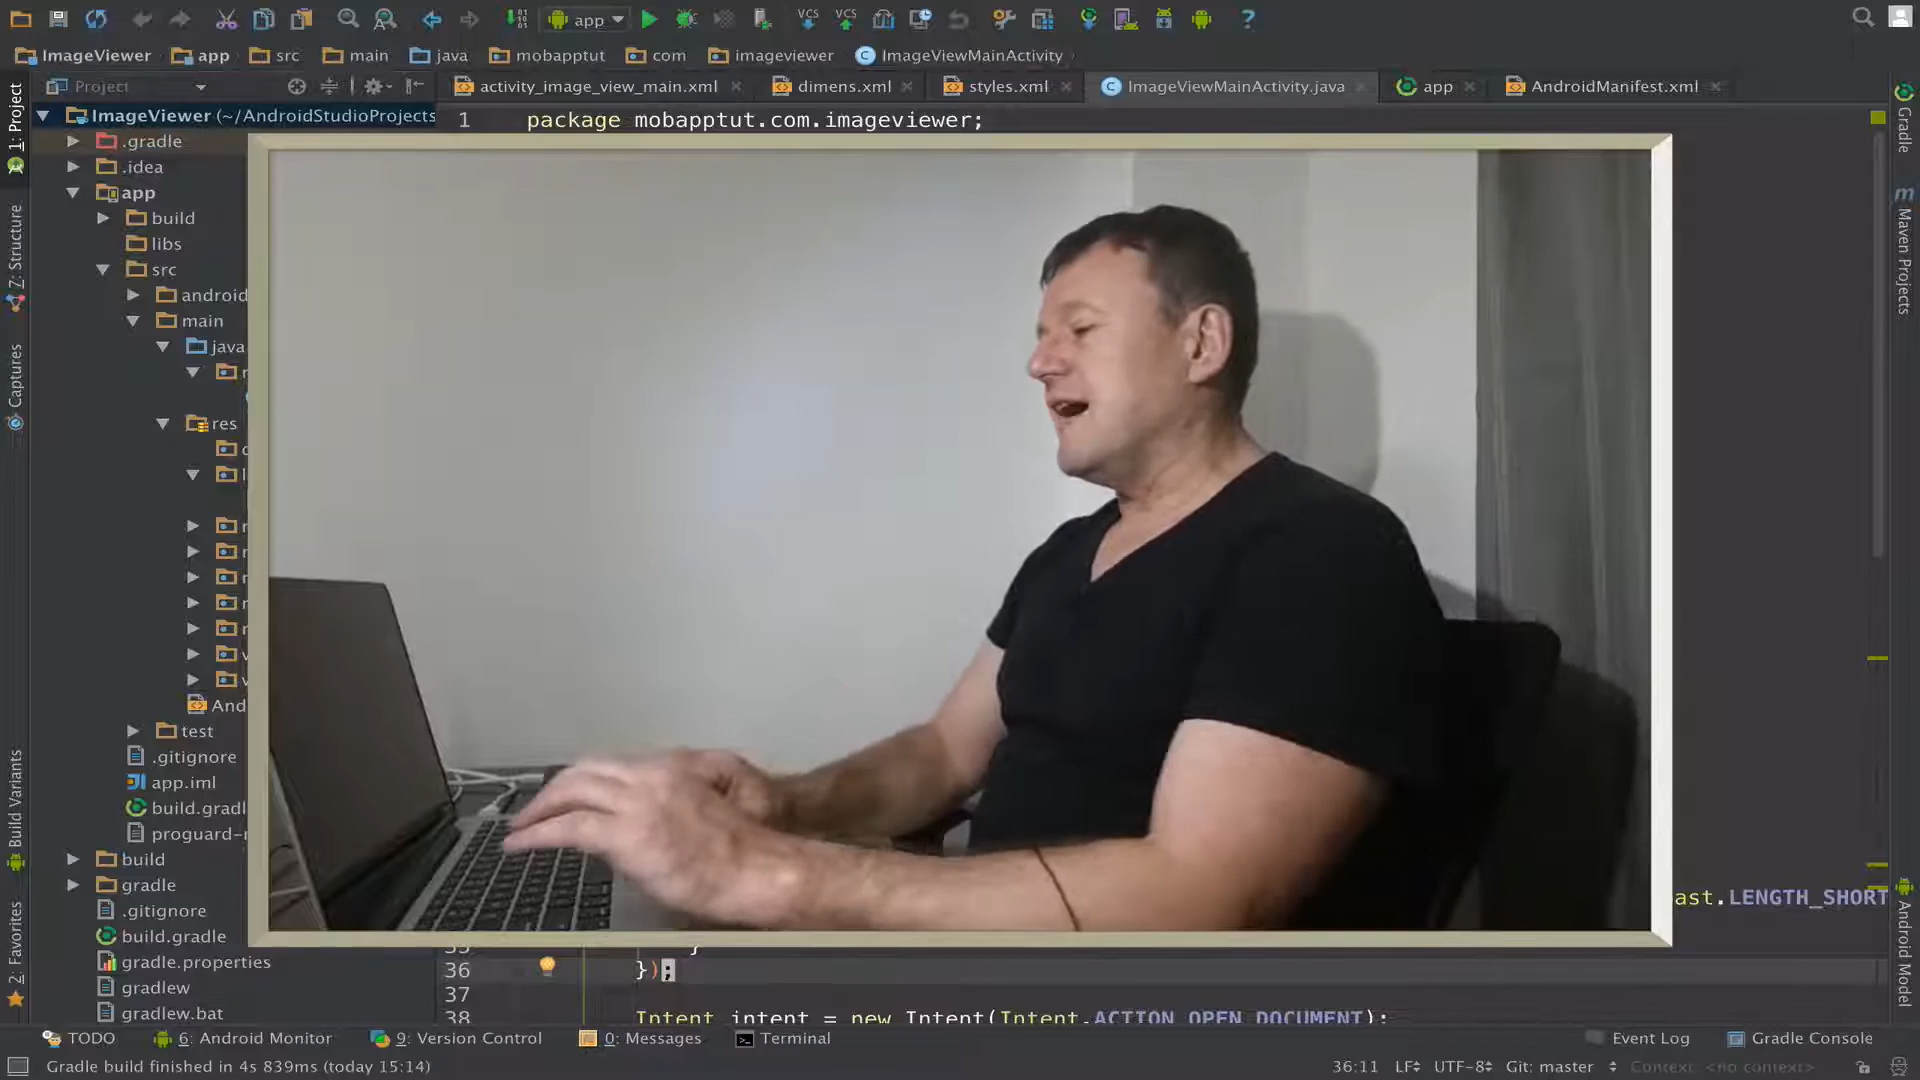 app
ImageViewer
app
src
main
java
mobapptut
com
imageviewer
ImageViewMainActivity
1: Project
7: Structure
Captures
Build Variants
2: Favorites
Project
activity_image_view_main.xml
dimens.xml
styles.xml
ImageViewMainActivity.java
app
AndroidManifest.xml
Gradle
m
Maven Projects
Android Model
ImageViewer (~/AndroidStudioProjects
.gradle
.idea
app
build
libs
src
android
main
java
res
And
test
.gitignore
app.iml
build.gradl
proguard-r
build
gradle
.gitignore
build.gradle
gradle.properties
gradlew
gradlew.bat
1 package mobapptut.com.imageviewer;
ast.LENGTH_SHORT
35 }
36 });
37
38 Intent intent = new Intent(Intent.ACTION_OPEN_DOCUMENT);
TODO
6: Android Monitor
9: Version Control
0: Messages
Terminal
Event Log
Gradle Console
Gradle build finished in 4s 839ms (today 15:14)
36:11 LF UTF-8 Git: master Context: <no context>